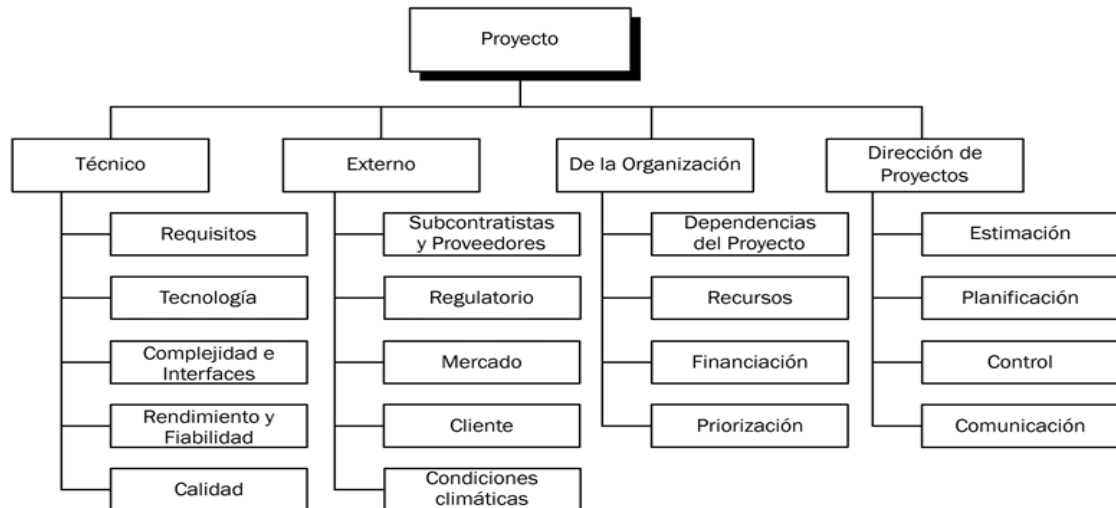 Proyecto
Técnico
Externo
De la Organización
Dirección de
Proyectos
Requisitos
Tecnología
Complejidad e
Interfaces
Rendimiento y
Fiabilidad
Calidad
Subcontratistas
y Proveedores
Regulatorio
Mercado
Cliente
Condiciones
climáticas
Dependencias
del Proyecto
Recursos
Financiación
Priorización
Estimación
Planificación
Control
Comunicación